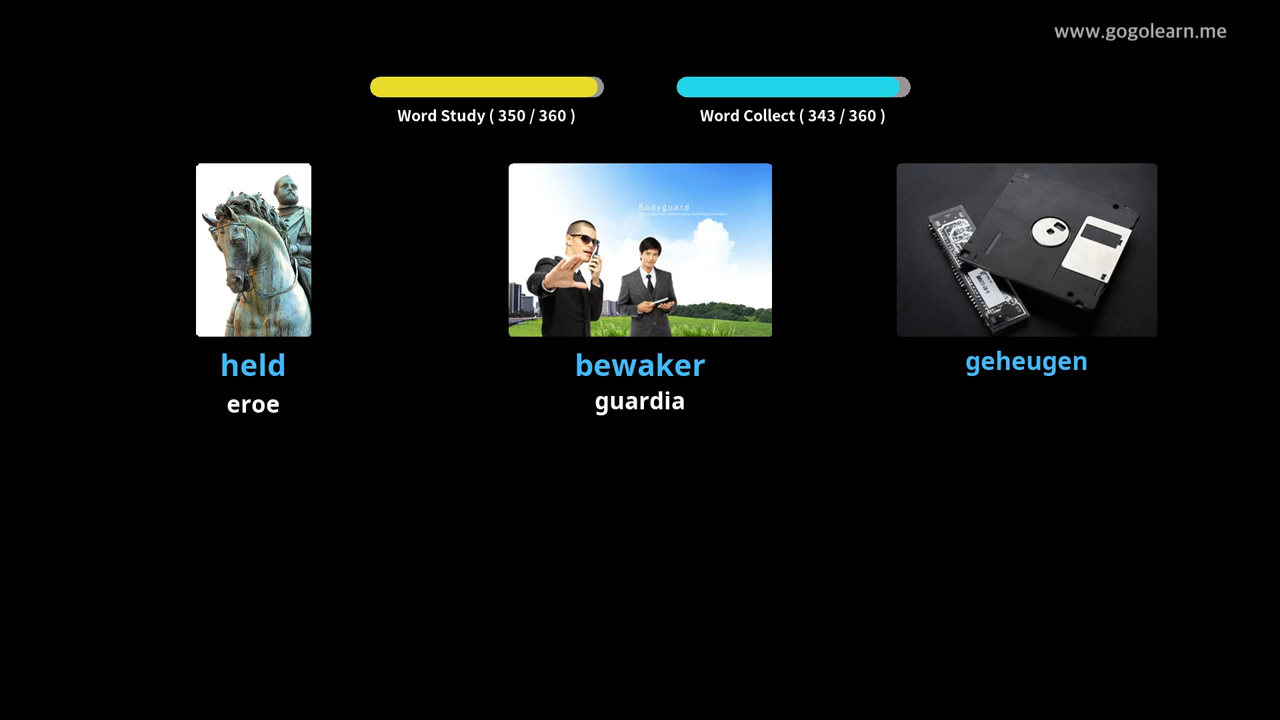 www.gogolearn.me
Word Study ( 350 / 360 )
Word Collect ( 343 / 360 )
Bodyguard
held
bewaker
geheugen
eroe
guardia